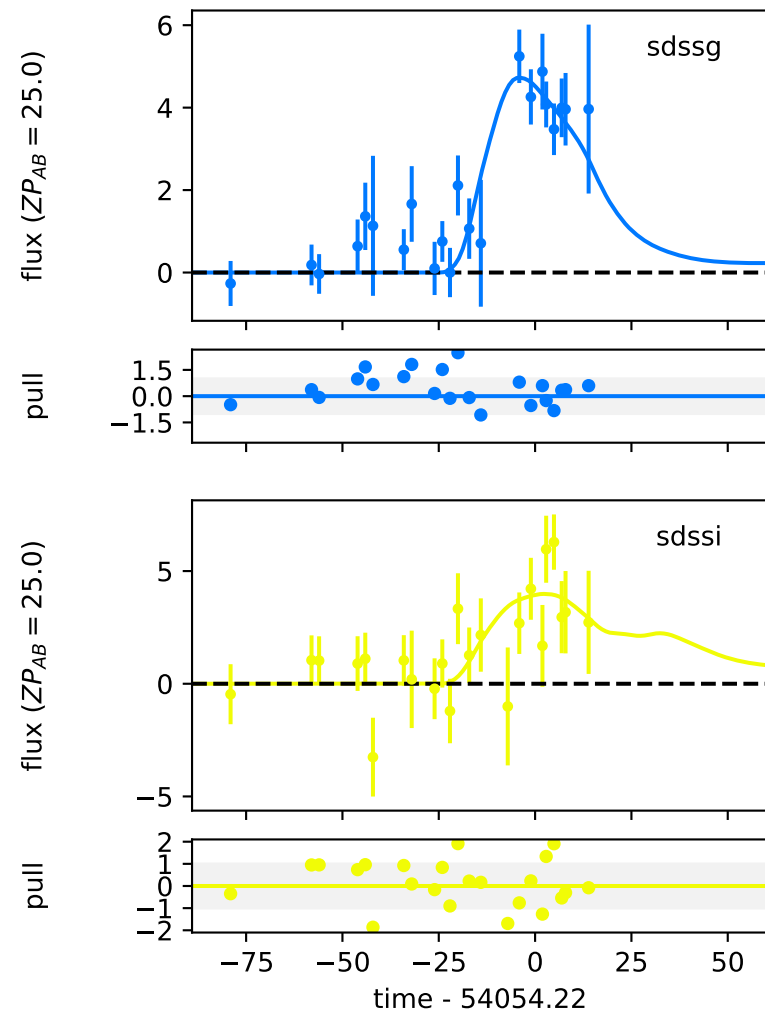 6
4
2
0
flux (ZP_AB = 25.0)
sdssg
1.5
0.0
−1.5
pull
5
0
−5
flux (ZP_AB = 25.0)
sdssi
2
1
0
−1
−2
pull
−75 −50 −25 0 25 50
time - 54054.22